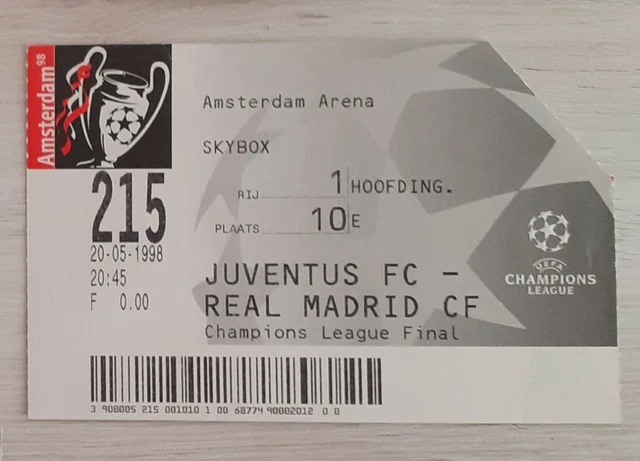 Amsterdam 98
Amsterdam Arena
SKYBOX
RIJ 1 HOOFDING.
PLAATS 10 E
215
20-05-1998
20:45
F 0.00
JUVENTUS FC -
REAL MADRID CF
Champions League Final
UEFA
CHAMPIONS
LEAGUE
3 908005 215 001010 1 00 68774 90002012 0 0